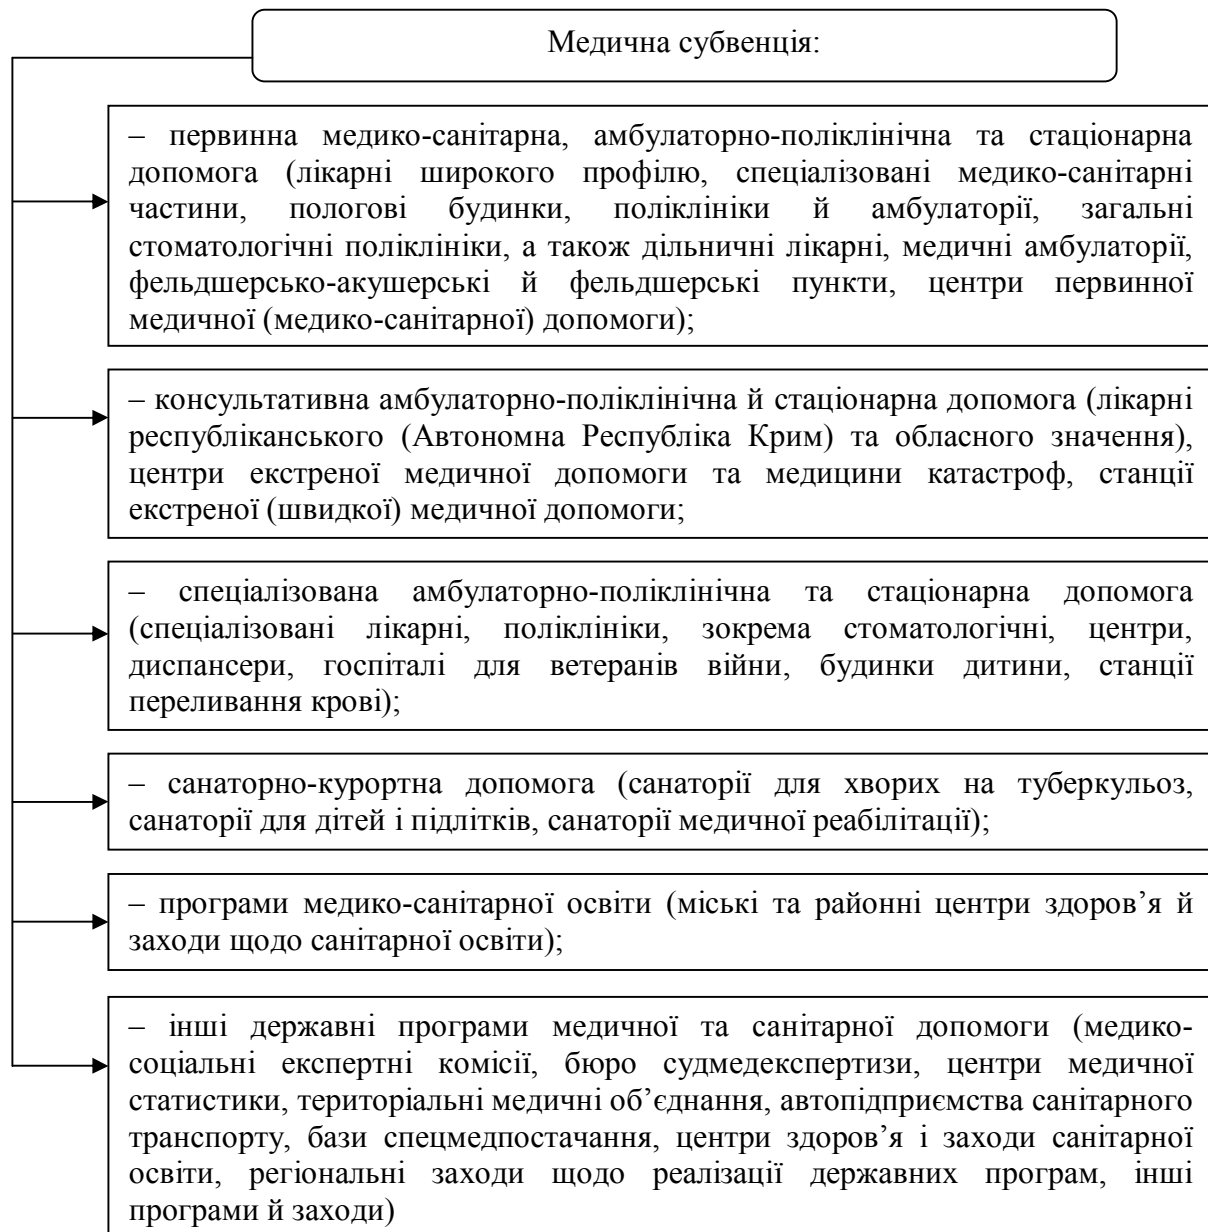 Медична субвенція:
– первинна медико-санітарна, амбулаторно-поліклінічна та стаціонарна
допомога (лікарні широкого профілю, спеціалізовані медико-санітарні
частини, пологові будинки, поліклініки й амбулаторії, загальні
стоматологічні поліклініки, а також дільничні лікарні, медичні амбулаторії,
фельдшерсько-акушерські й фельдшерські пункти, центри первинної
медичної (медико-санітарної) допомоги);
– консультативна амбулаторно-поліклінічна й стаціонарна допомога (лікарні
республіканського (Автономна Республіка Крим) та обласного значення),
центри екстреної медичної допомоги та медицини катастроф, станції
екстреної (швидкої) медичної допомоги;
– спеціалізована амбулаторно-поліклінічна та стаціонарна допомога
(спеціалізовані лікарні, поліклініки, зокрема стоматологічні, центри,
диспансери, госпіталі для ветеранів війни, будинки дитини, станції
переливання крові);
– санаторно-курортна допомога (санаторії для хворих на туберкульоз,
санаторії для дітей і підлітків, санаторії медичної реабілітації);
– програми медико-санітарної освіти (міські та районні центри здоров’я й
заходи щодо санітарної освіти);
– інші державні програми медичної та санітарної допомоги (медико-
соціальні експертні комісії, бюро судмедекспертизи, центри медичної
статистики, територіальні медичні об’єднання, автопідприємства санітарного
транспорту, бази спецмедпостачання, центри здоров’я і заходи санітарної
освіти, регіональні заходи щодо реалізації державних програм, інші
програми й заходи)